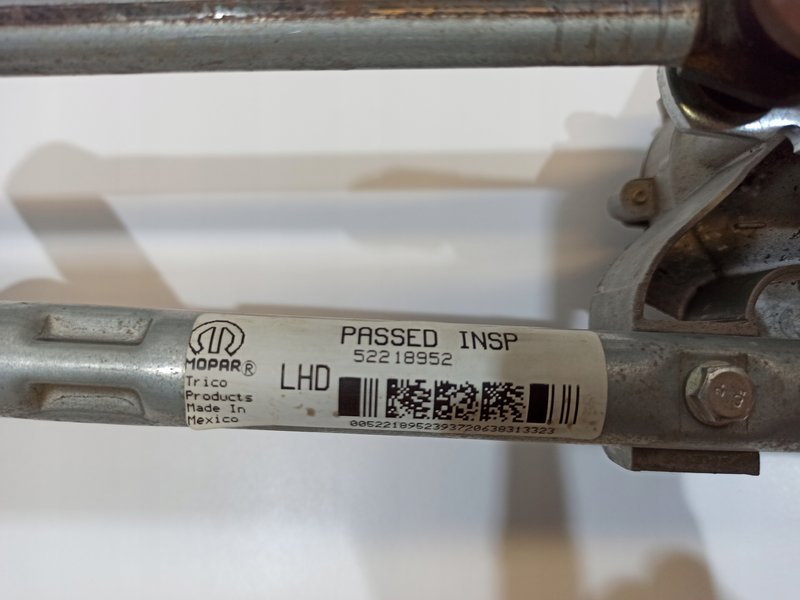 PASSED INSP
52218952
MOPAR®
Trico
Products
Made In
Mexico
LHD
0052218952393720638313323